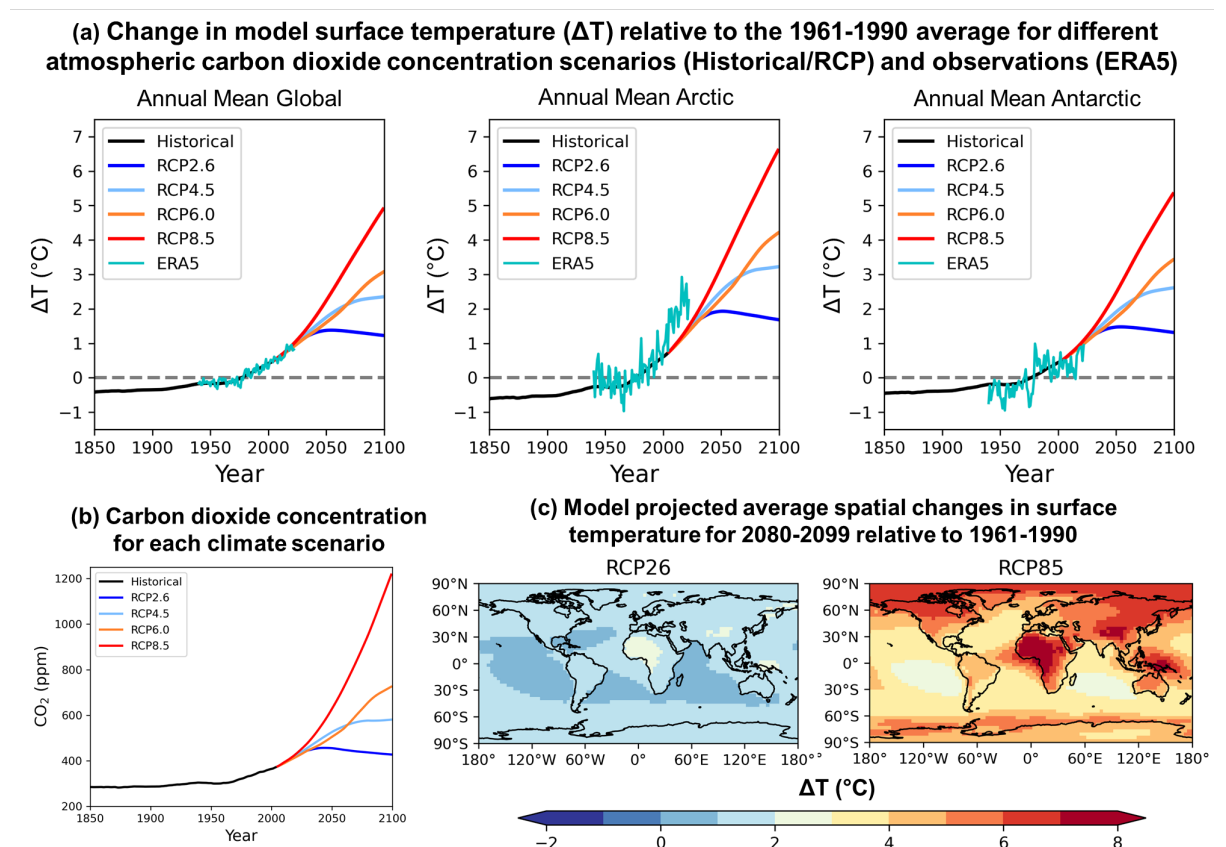 (a) Change in model surface temperature (ΔT) relative to the 1961-1990 average for different
atmospheric carbon dioxide concentration scenarios (Historical/RCP) and observations (ERA5)
Annual Mean Global
Annual Mean Arctic
Annual Mean Antarctic
7
6
5
4
3
2
1
0
−1
ΔT (°C)
Historical
RCP2.6
RCP4.5
RCP6.0
RCP8.5
ERA5
1850 1900 1950 2000 2050 2100
Year
7
6
5
4
3
2
1
0
−1
ΔT (°C)
Historical
RCP2.6
RCP4.5
RCP6.0
RCP8.5
ERA5
1850 1900 1950 2000 2050 2100
Year
7
6
5
4
3
2
1
0
−1
ΔT (°C)
Historical
RCP2.6
RCP4.5
RCP6.0
RCP8.5
ERA5
1850 1900 1950 2000 2050 2100
Year
(b) Carbon dioxide concentration
for each climate scenario
1200
1000
800
600
400
200
CO₂ (ppm)
Historical
RCP2.6
RCP4.5
RCP6.0
RCP8.5
1850 1900 1950 2000 2050 2100
Year
(c) Model projected average spatial changes in surface
temperature for 2080-2099 relative to 1961-1990
RCP26
90°N
60°N
30°N
0°
30°S
60°S
90°S
180° 120°W 60°W 0° 60°E 120°E 180°
RCP85
90°N
60°N
30°N
0°
30°S
60°S
90°S
180° 120°W 60°W 0° 60°E 120°E 180°
ΔT (°C)
−2 0 2 4 6 8